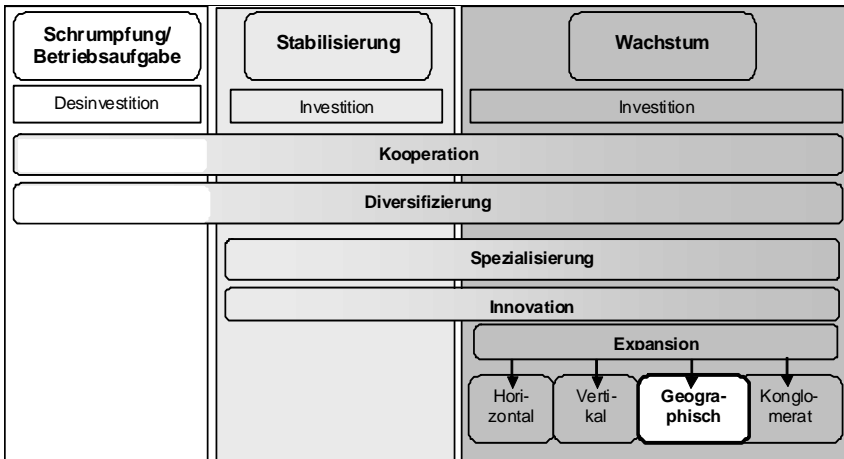 Schrumpfung/
Betriebsaufgabe
Stabilisierung
Wachstum
Desinvestition
Investition
Investition
Kooperation
Diversifizierung
Spezialisierung
Innovation
Expansion
Hori-
zontal
Verti-
kal
Geogra-
phisch
Konglo-
merat